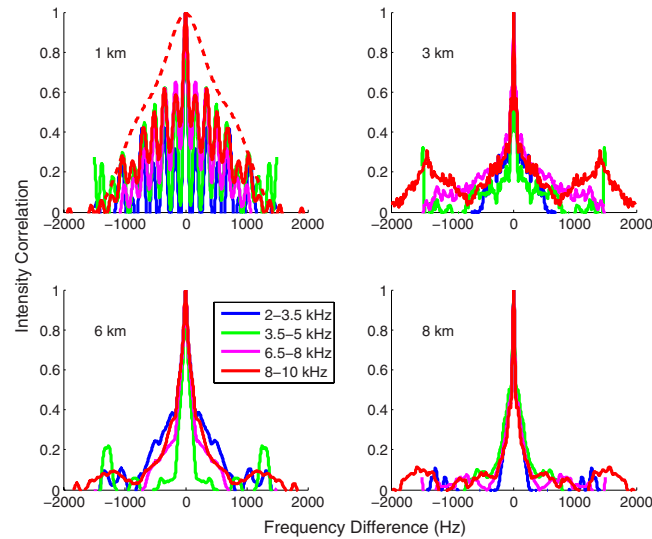 1 km
1
0.8
0.6
0.4
0.2
0
−2000 −1000 0 1000 2000
3 km
1
0.8
0.6
0.4
0.2
0
−2000 −1000 0 1000 2000
Intensity Correlation
6 km
1
0.8
0.6
0.4
0.2
0
−2000 −1000 0 1000 2000
2−3.5 kHz
3.5−5 kHz
6.5−8 kHz
8−10 kHz
8 km
1
0.8
0.6
0.4
0.2
0
−2000 −1000 0 1000 2000
Frequency Difference (Hz)